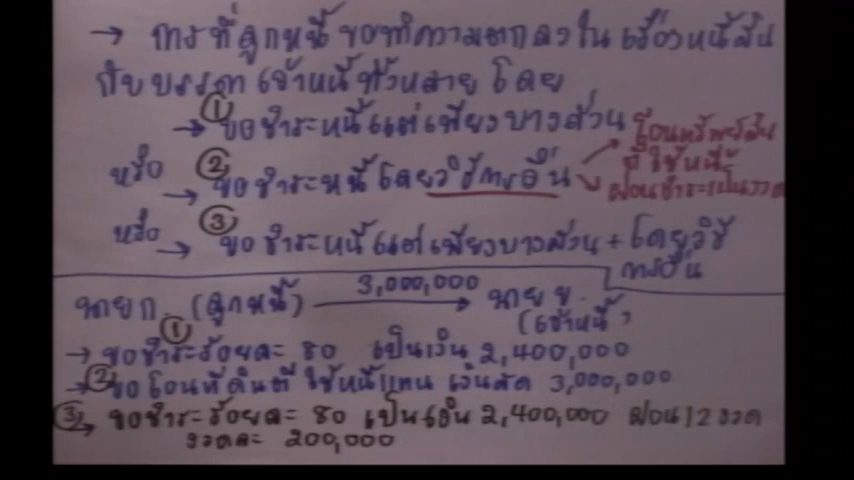 → การที่ลูกหนี้ ขอทำความตกลงใน เรื่องหนี้สิน
กับบรรดา เจ้าหนี้ทั้งหลาย โดย
① → ขอชำระหนี้แต่เพียงบางส่วน
หรือ ② → ขอชำระหนี้ โดยวิธีการอื่น
โอนทรัพย์สิน
ตีใช้หนี้
ผ่อนชำระเป็นงวด
หรือ ③ → ขอชำระหนี้แต่เพียงบางส่วน + โดยวิธี
การอื่น
นาย ก. (ลูกหนี้) 3,000,000 → นาย ข.
(เจ้าหนี้)
① → ขอชำระร้อยละ 80 เป็นเงิน 2,400,000
② → ขอโอนที่ดินตีใช้หนี้แทน เงินสด 3,000,000
③ → ขอชำระร้อยละ 80 เป็นเงิน 2,400,000 ผ่อน 12 งวด
งวดละ 200,000